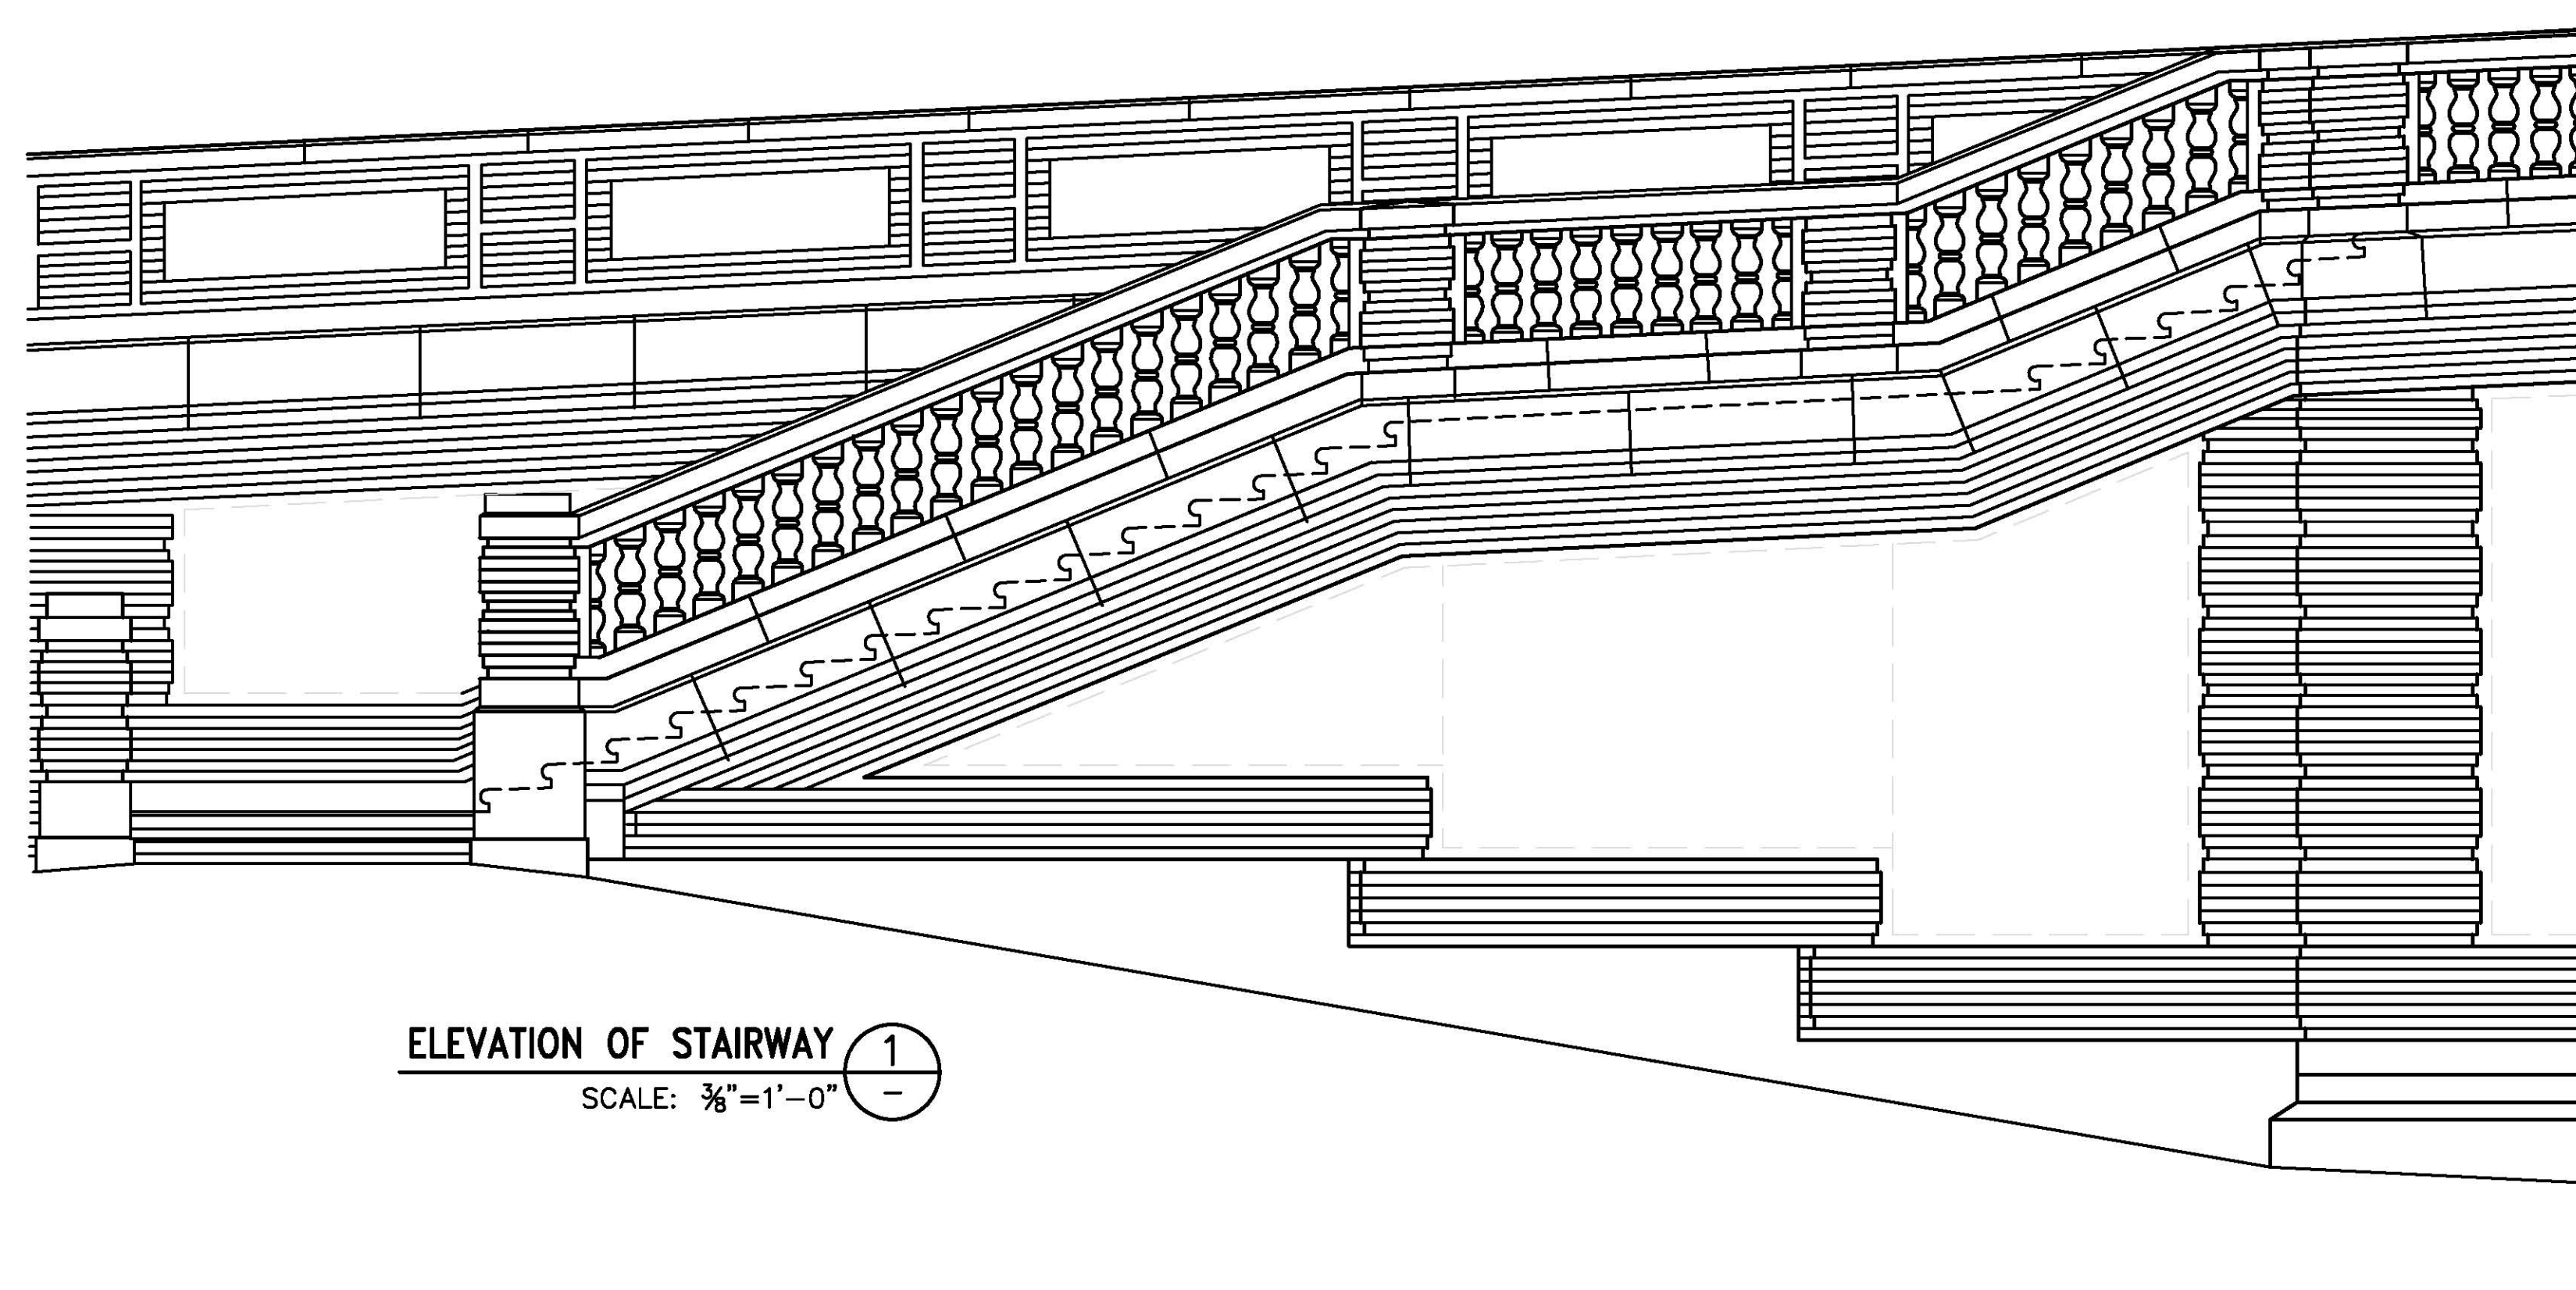 ELEVATION OF STAIRWAY
SCALE: ⅜"=1'-0"
1
-